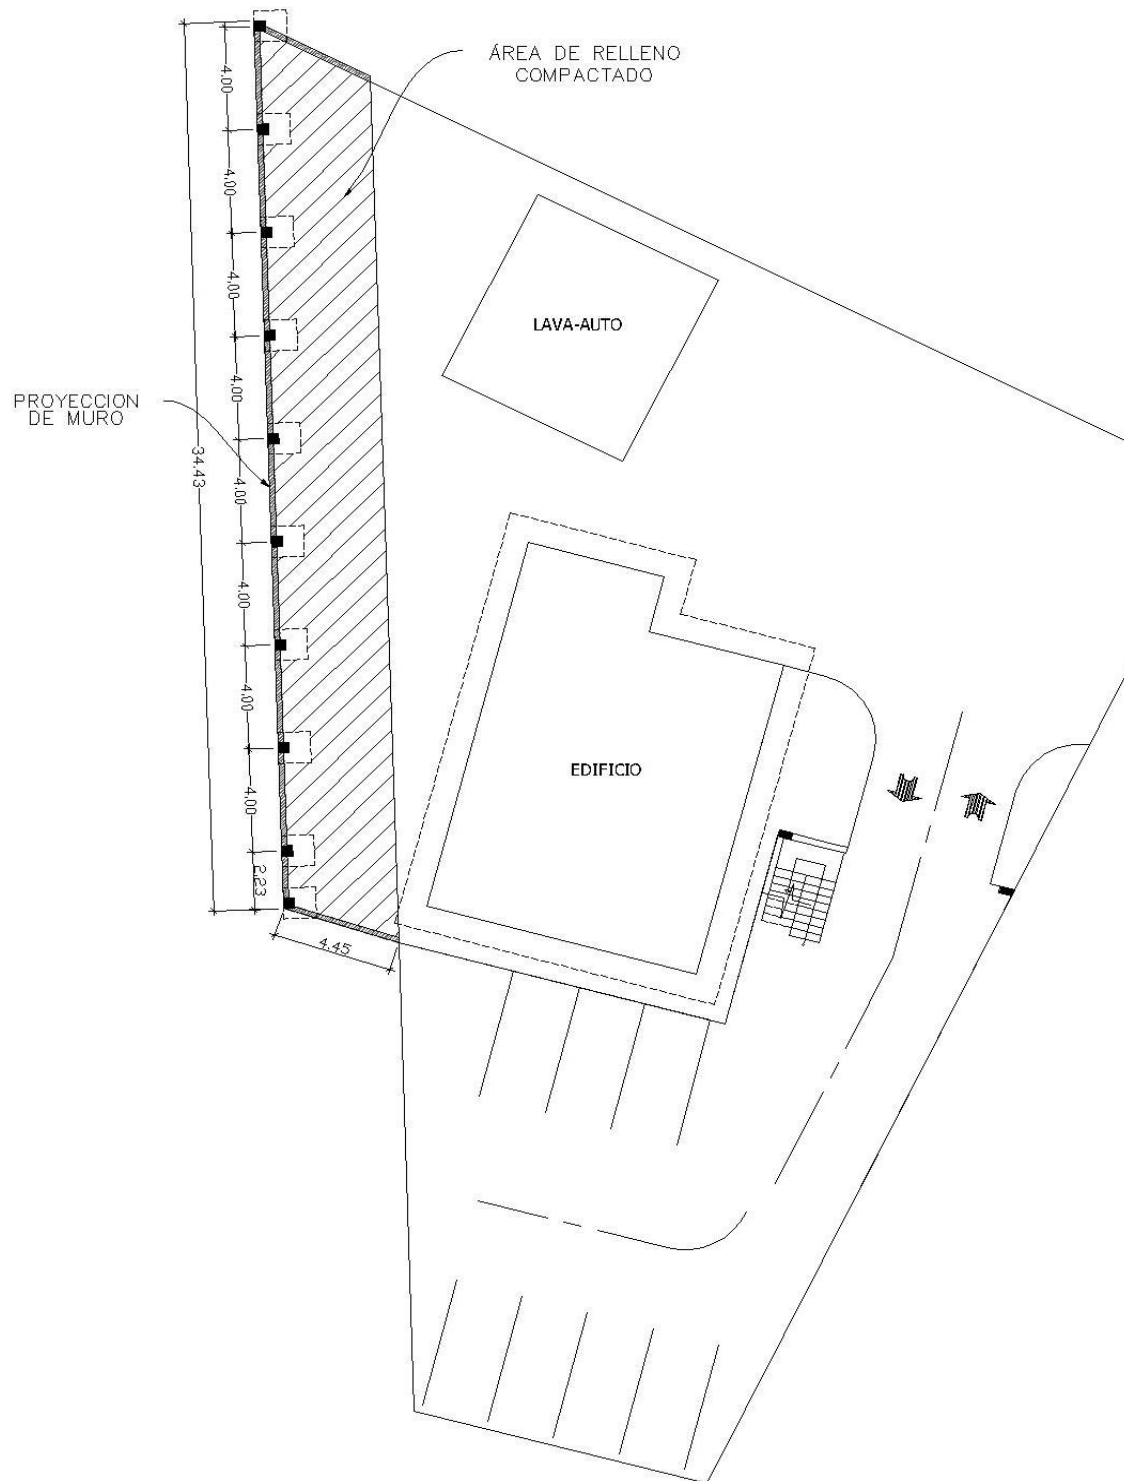 ÁREA DE RELLENO
COMPACTADO
4.00
4.00
4.00
4.00
4.00
4.00
4.00
4.00
2.23
34.43
PROYECCION
DE MURO
LAVA-AUTO
EDIFICIO
4.45